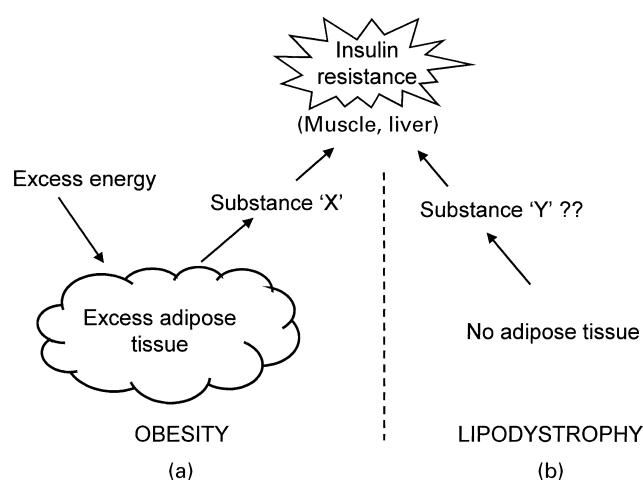 Insulin
resistance
(Muscle, liver)
Excess energy
Substance ‘X’
Substance ‘Y’ ??
Excess adipose
tissue
No adipose tissue
OBESITY
LIPODYSTROPHY
(a)
(b)